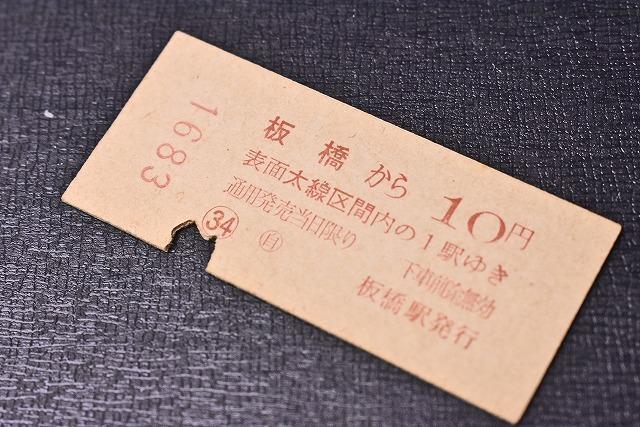 1683
板橋から 10円
表面太線区間内の1駅ゆき
通用発売当日限り 下車前途無効
34 自 板橋駅発行